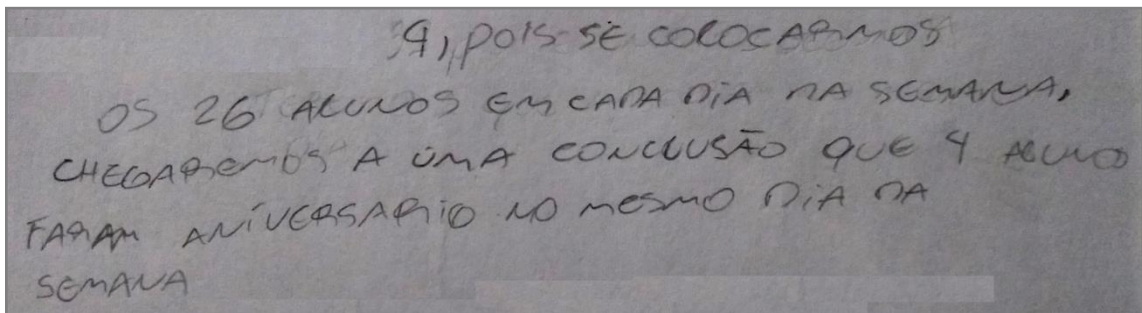 4, POIS SE COLOCARMOS
OS 26 ALUNOS EM CADA DIA DA SEMANA,
CHEGAREMOS A UMA CONCLUSÃO QUE 4 ALUNO
FARAM ANIVERSARIO NO MESMO DIA DA
SEMANA